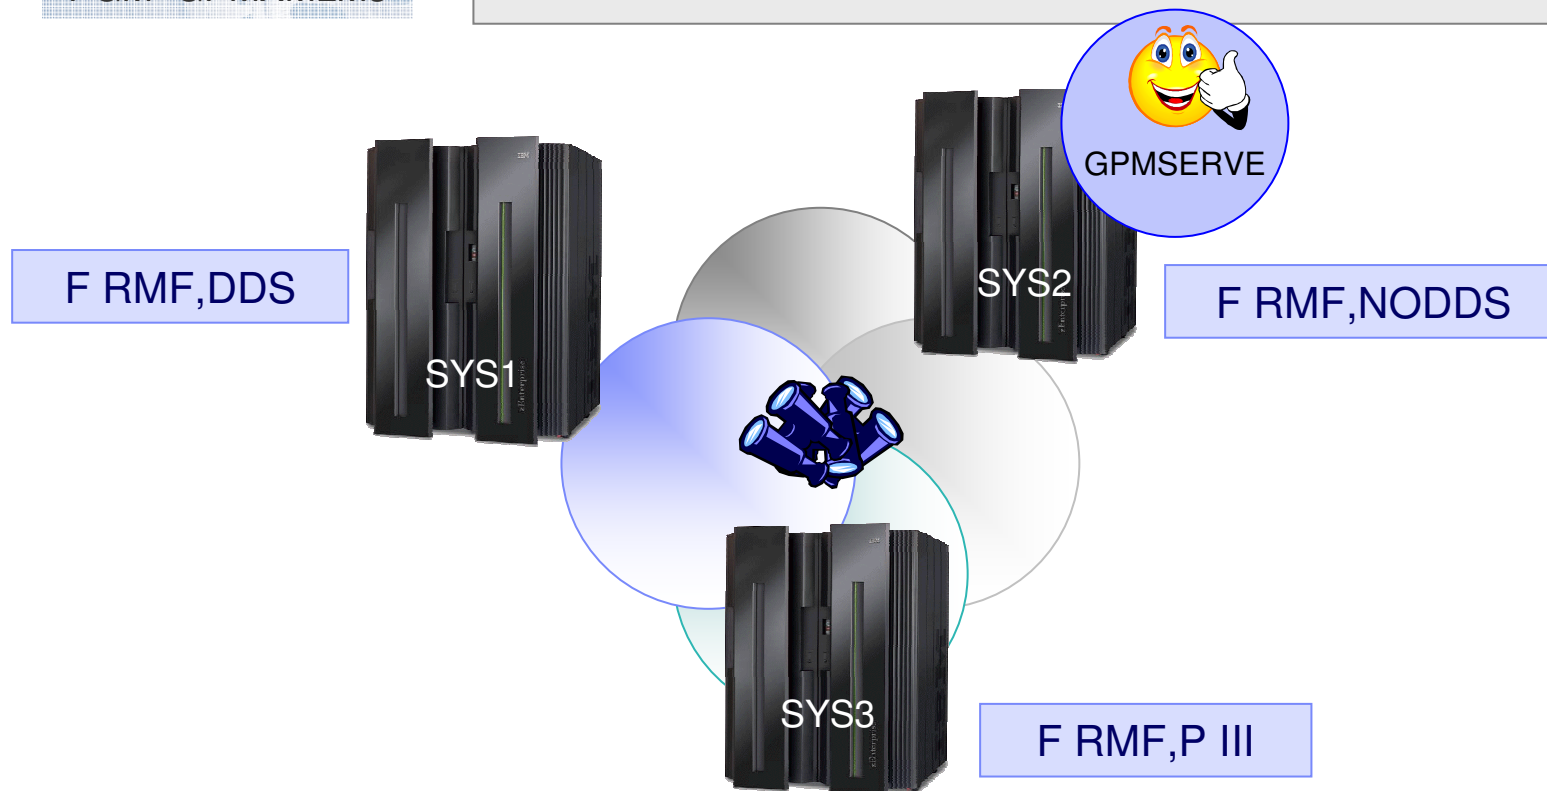 GPMSERVE
F RMF,DDS
SYS1
SYS2
F RMF,NODDS
SYS3
F RMF,P III